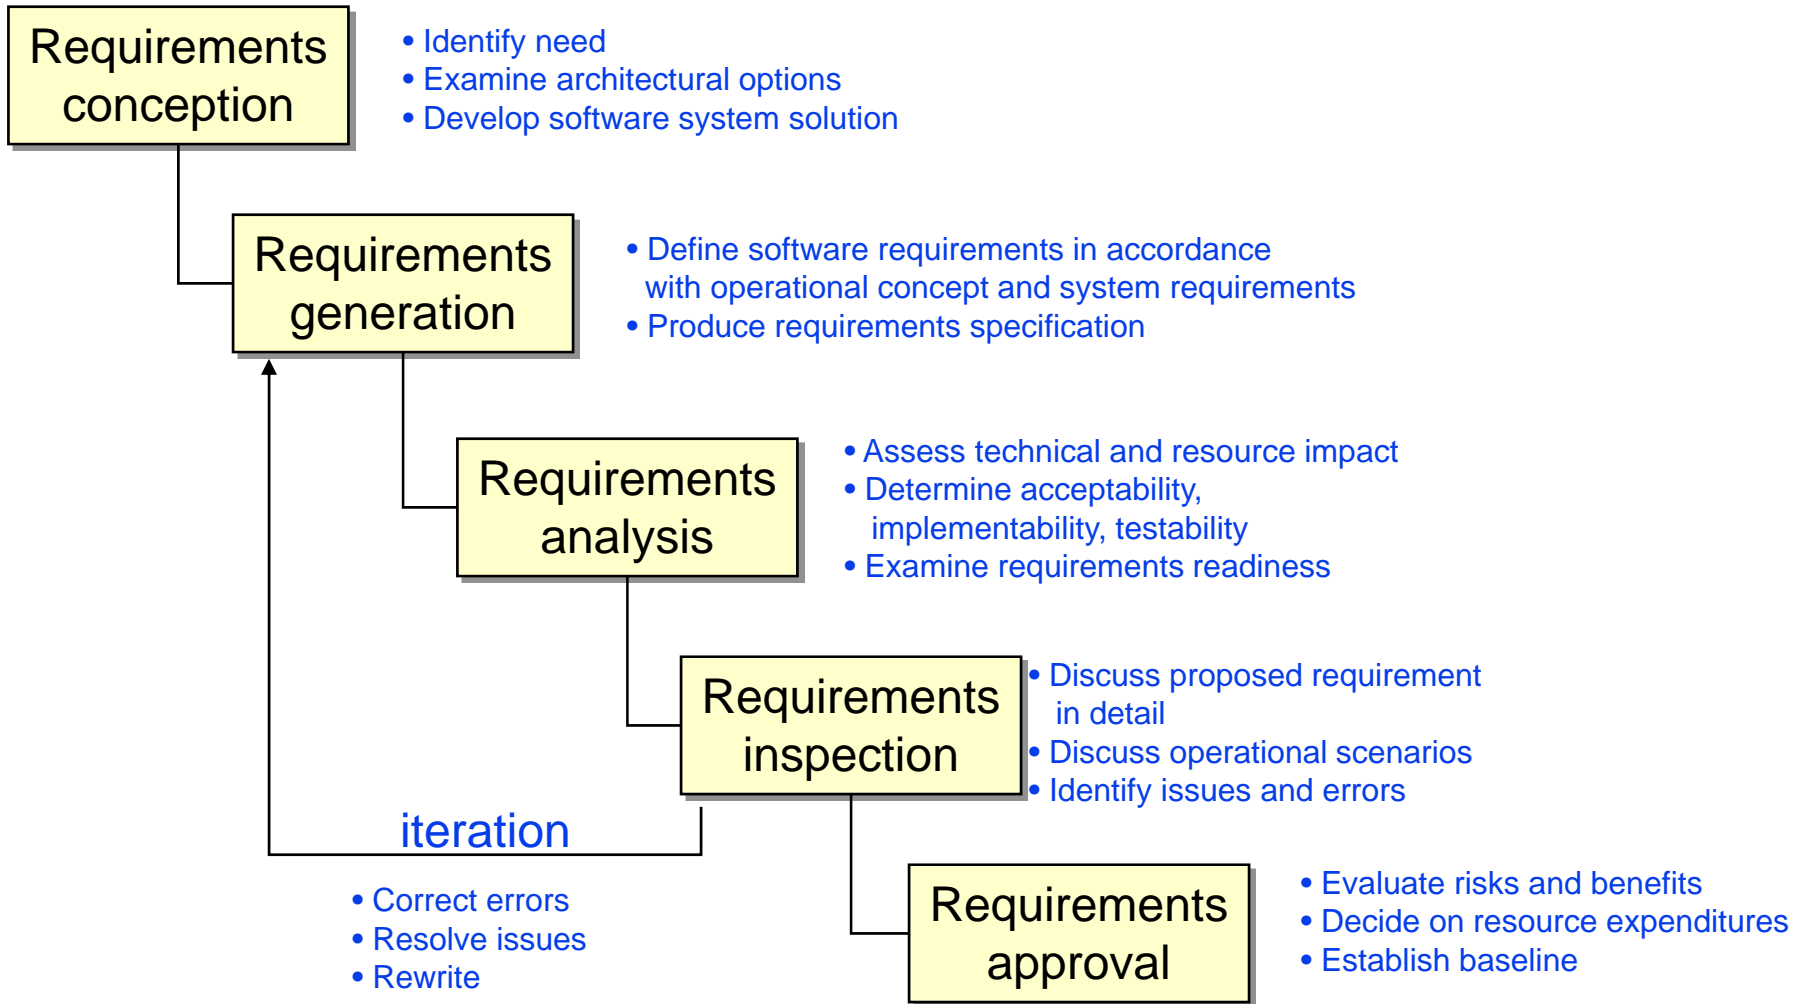 Requirements
conception
• Identify need
• Examine architectural options
• Develop software system solution
Requirements
generation
• Define software requirements in accordance
with operational concept and system requirements
• Produce requirements specification
Requirements
analysis
• Assess technical and resource impact
• Determine acceptability,
implementability, testability
• Examine requirements readiness
Requirements
inspection
• Discuss proposed requirement
in detail
• Discuss operational scenarios
• Identify issues and errors
iteration
• Correct errors
• Resolve issues
• Rewrite
Requirements
approval
• Evaluate risks and benefits
• Decide on resource expenditures
• Establish baseline